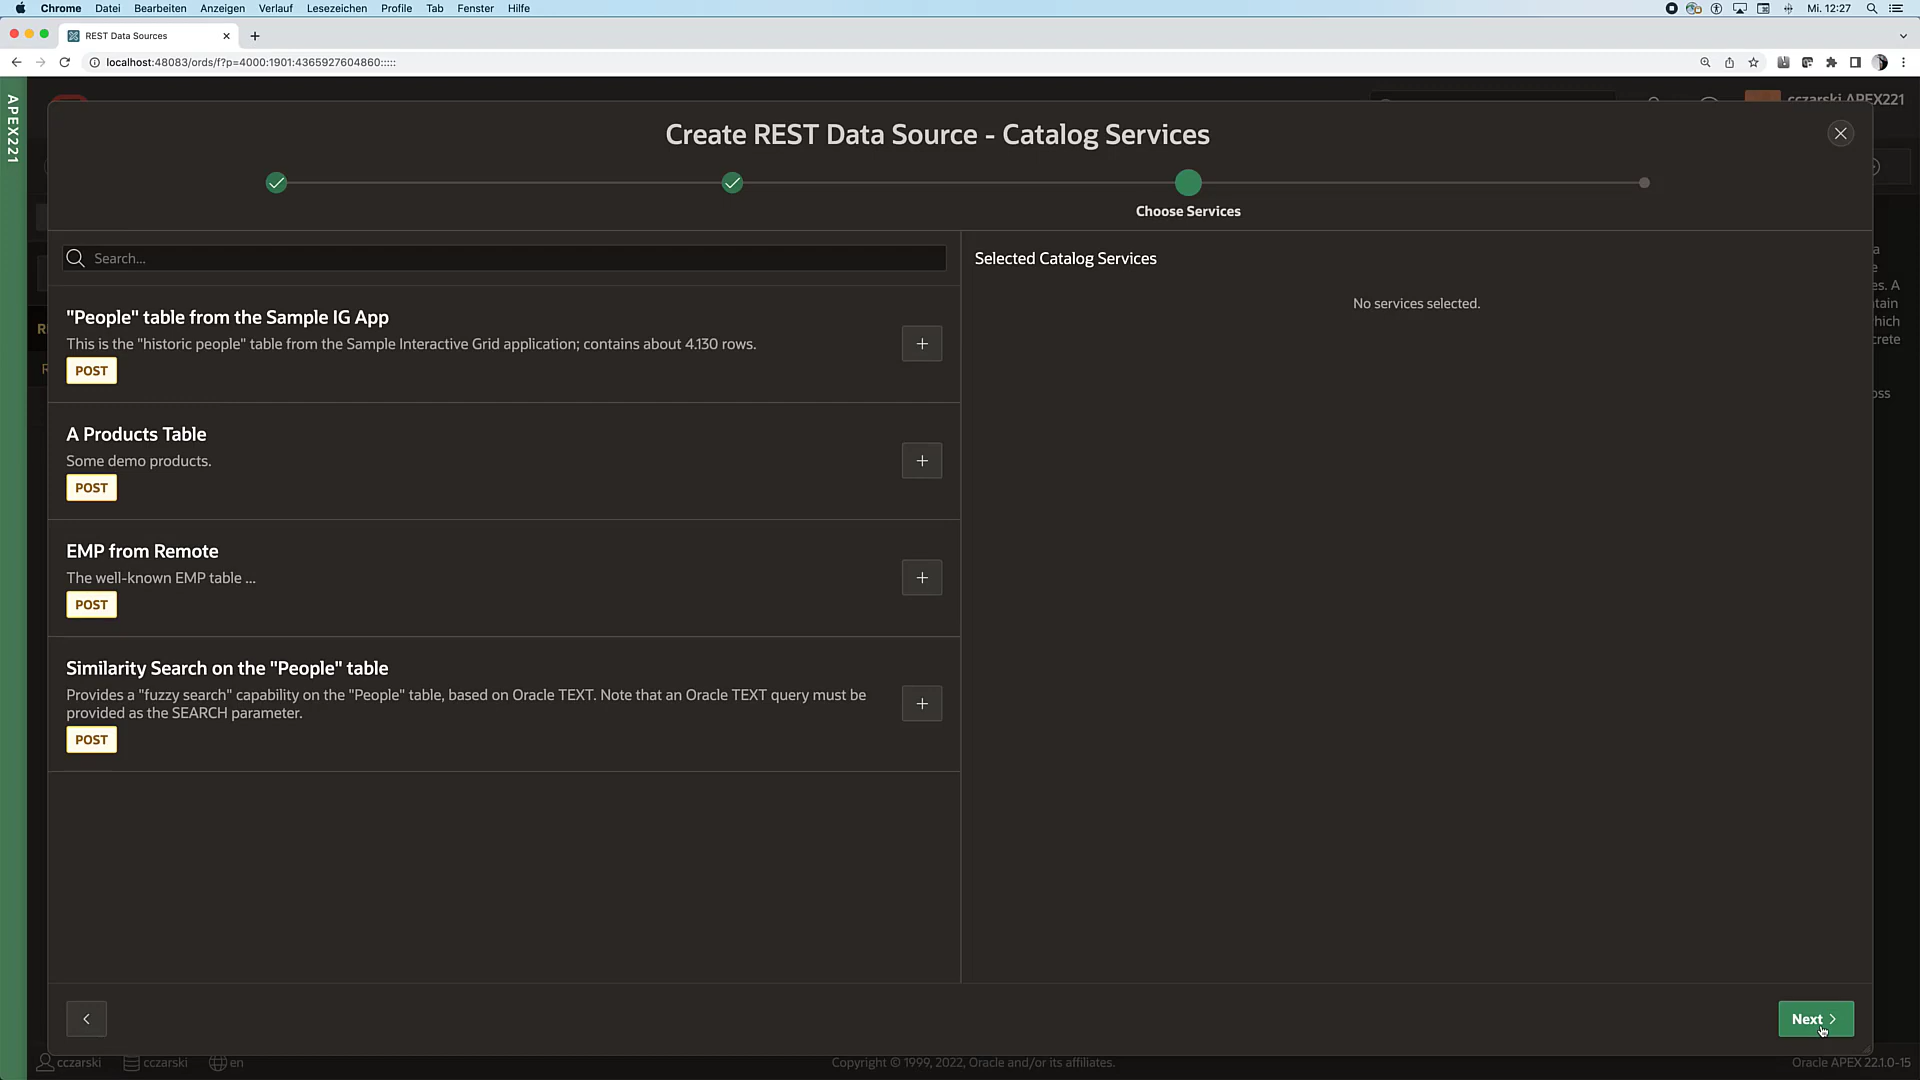 Chrome Datei Bearbeiten Anzeigen Verlauf Lesezeichen Profile Tab Fenster Hilfe Mi. 12:27
REST Data Sources
localhost:48083/ords/f?p=4000:1901:4365927604860:::::
APEX221
cczarski APEX221
Create REST Data Source - Catalog Services
Choose Services
Search...
Selected Catalog Services
No services selected.
"People" table from the Sample IG App
This is the "historic people" table from the Sample Interactive Grid application; contains about 4.130 rows.
POST
A Products Table
Some demo products.
POST
EMP from Remote
The well-known EMP table ...
POST
Similarity Search on the "People" table
Provides a "fuzzy search" capability on the "People" table, based on Oracle TEXT. Note that an Oracle TEXT query must be
provided as the SEARCH parameter.
POST
Next
cczarski cczarski en Copyright © 1999, 2022, Oracle and/or its affiliates. Oracle APEX 22.1.0-15